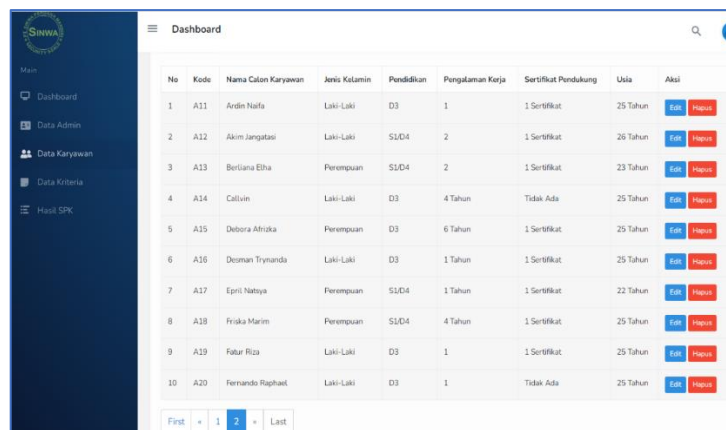 SINWA
Dashboard
Main
Dashboard
Data Admin
Data Karyawan
Data Kriteria
Hasil SPK
No Kode Nama Calon Karyawan Jenis Kelamin Pendidikan Pengalaman Kerja Sertifikat Pendukung Usia Aksi
1 A11 Ardin Naifa Laki-Laki D3 1 1 Sertifikat 25 Tahun Edit Hapus
2 A12 Akim Jangatasi Laki-Laki S1/D4 2 1 Sertifikat 26 Tahun Edit Hapus
3 A13 Berliana Elha Perempuan S1/D4 2 1 Sertifikat 23 Tahun Edit Hapus
4 A14 Callvin Laki-Laki D3 4 Tahun Tidak Ada 25 Tahun Edit Hapus
5 A15 Debora Afrizka Perempuan D3 6 Tahun 1 Sertifikat 25 Tahun Edit Hapus
6 A16 Desman Trynanda Laki-Laki D3 1 Tahun 1 Sertifikat 25 Tahun Edit Hapus
7 A17 Epril Natsya Perempuan S1/D4 1 Tahun 1 Sertifikat 22 Tahun Edit Hapus
8 A18 Friska Marim Perempuan S1/D4 4 Tahun 1 Sertifikat 25 Tahun Edit Hapus
9 A19 Fatur Riza Laki-Laki D3 1 1 Sertifikat 25 Tahun Edit Hapus
10 A20 Fernando Raphael Laki-Laki D3 1 Tidak Ada 25 Tahun Edit Hapus
First « 1 2 » Last